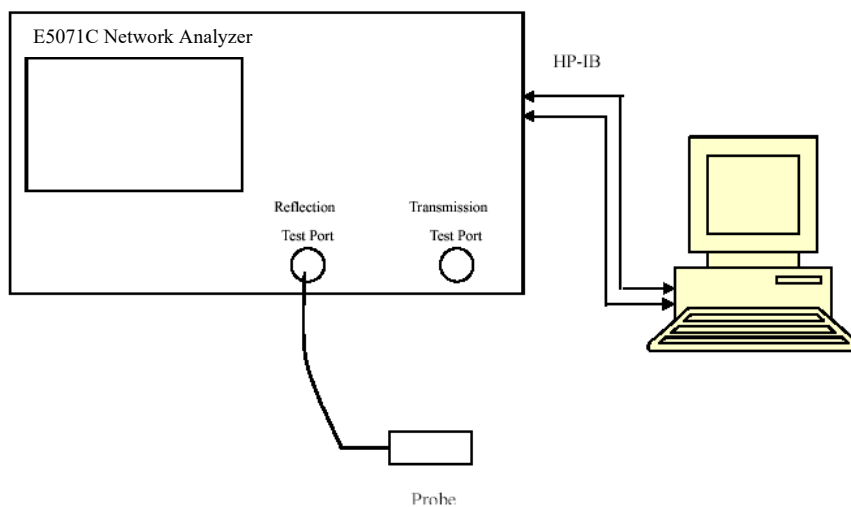 E5071C Network Analyzer
HP-IB
Reflection
Test Port
Transmission
Test Port
Probe